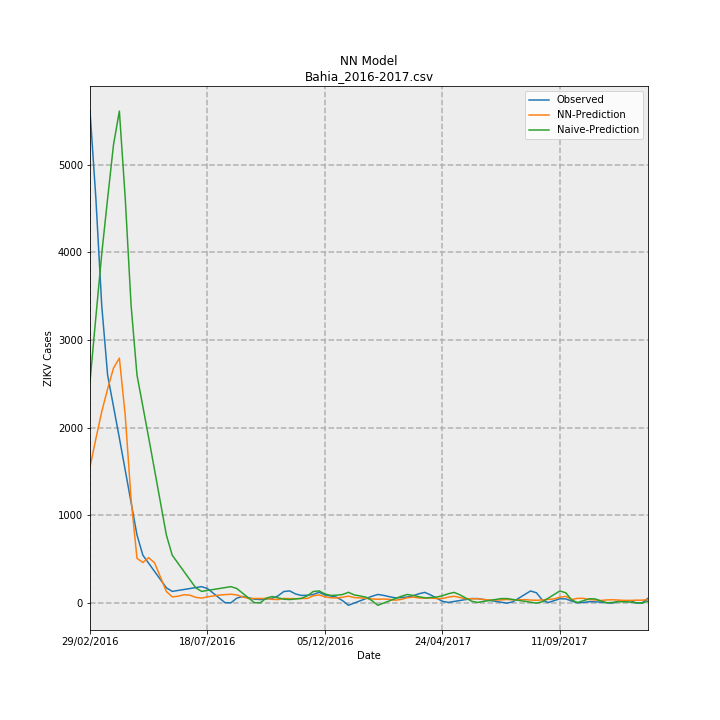 NN Model
Bahia_2016-2017.csv
Observed
NN-Prediction
Naive-Prediction
5000
4000
3000
2000
1000
0
ZIKV Cases
29/02/2016
18/07/2016
05/12/2016
24/04/2017
11/09/2017
Date